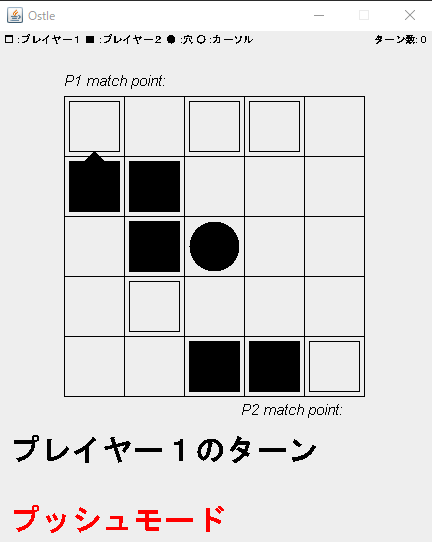 Ostle
□:プレイヤー1 ■:プレイヤー2 ●:穴 ○:カーソル ターン数:0
P1 match point:
P2 match point:
プレイヤー１のターン
プッシュモード